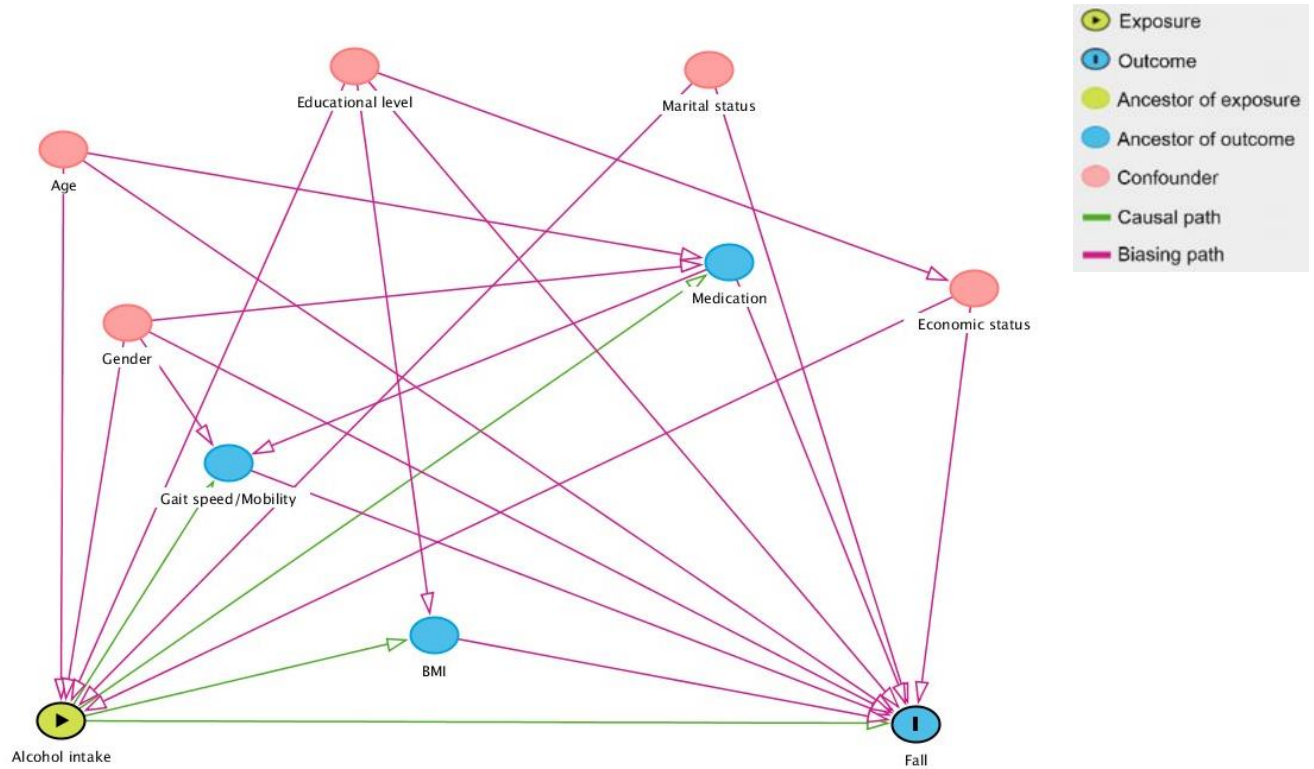 Exposure
Outcome
Ancestor of exposure
Ancestor of outcome
Confounder
Causal path
Biasing path
Educational level
Marital status
Age
Medication
Economic status
Gender
Gait speed/Mobility
BMI
Alcohol intake
Fall